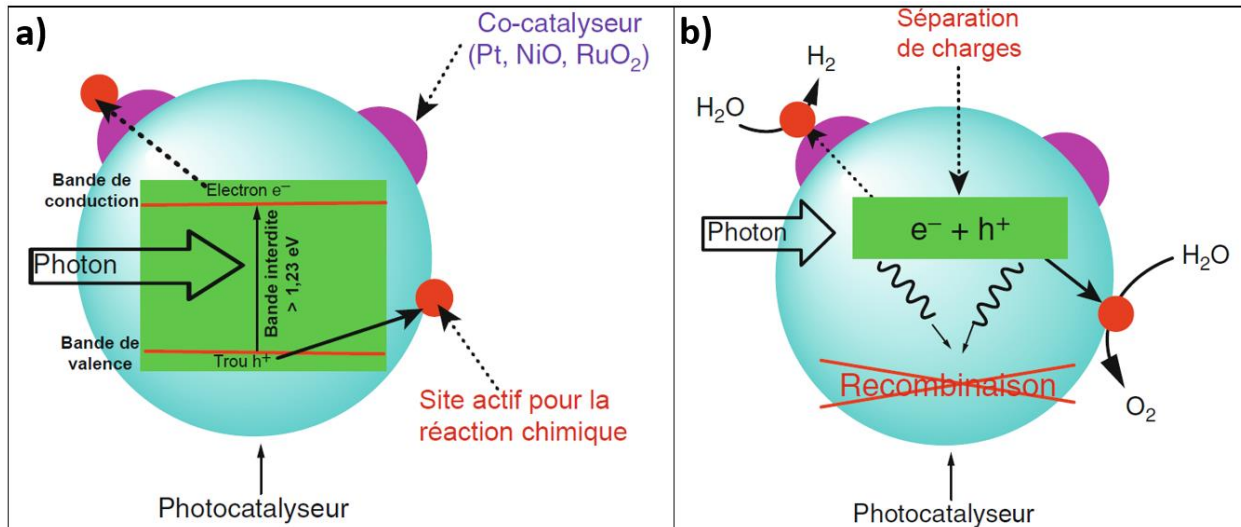 a)
Co-catalyseur
(Pt, NiO, RuO₂)
Bande de
conduction
Electron e⁻
Photon
Bande interdite
> 1,23 eV
Bande de
valence
Trou h⁺
Site actif pour la
réaction chimique
Photocatalyseur
b)
Séparation
de charges
H₂
H₂O
Photon
e⁻ + h⁺
H₂O
Recombinaison
O₂
Photocatalyseur